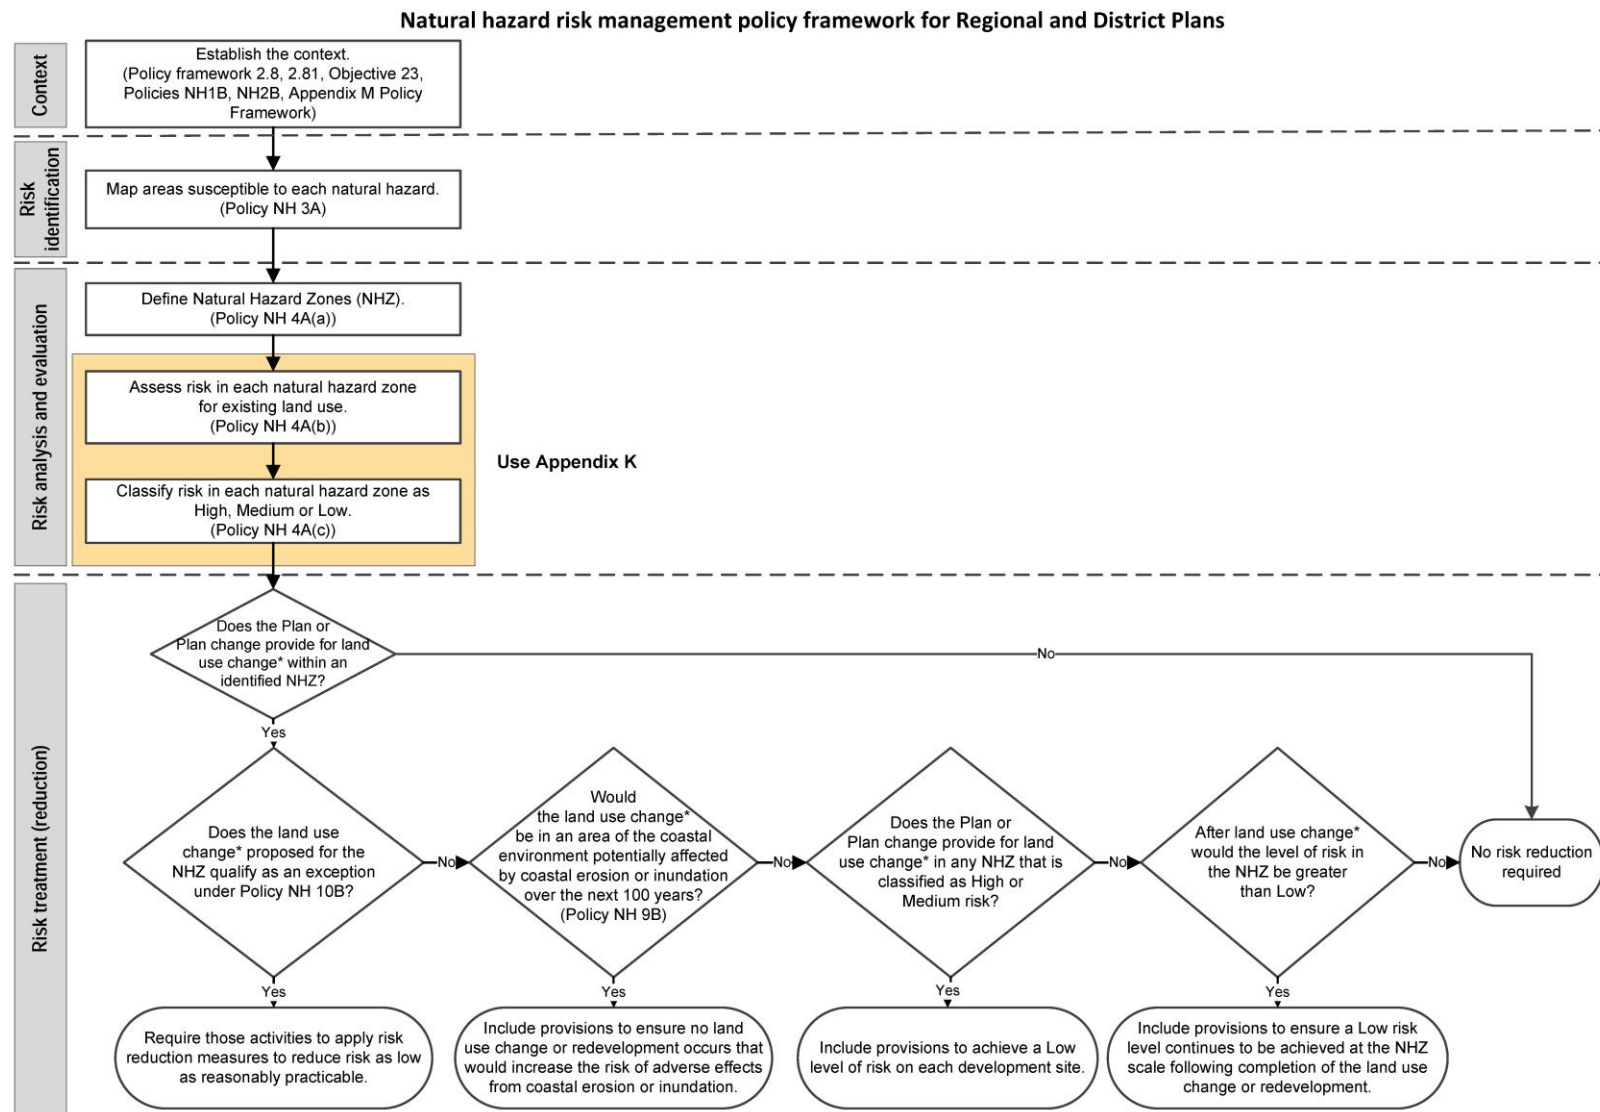 Natural hazard risk management policy framework for Regional and District Plans
Context
Establish the context.
(Policy framework 2.8, 2.81, Objective 23,
Policies NH1B, NH2B, Appendix M Policy
Framework)
Risk
identification
Map areas susceptible to each natural hazard.
(Policy NH 3A)
Risk analysis and evaluation
Define Natural Hazard Zones (NHZ).
(Policy NH 4A(a))
Assess risk in each natural hazard zone
for existing land use.
(Policy NH 4A(b))
Use Appendix K
Classify risk in each natural hazard zone as
High, Medium or Low.
(Policy NH 4A(c))
Risk treatment (reduction)
Does the Plan or
Plan change provide for land
use change* within an
identified NHZ?
No
Yes
Does the land use
change* proposed for the
NHZ qualify as an exception
under Policy NH 10B?
No
Would
the land use change*
be in an area of the coastal
environment potentially affected
by coastal erosion or inundation
over the next 100 years?
(Policy NH 9B)
No
Does the Plan or
Plan change provide for land
use change* in any NHZ that is
classified as High or
Medium risk?
No
After land use change*
would the level of risk in
the NHZ be greater
than Low?
No
No risk reduction
required
Yes
Yes
Yes
Yes
Require those activities to apply risk
reduction measures to reduce risk as low
as reasonably practicable.
Include provisions to ensure no land
use change or redevelopment occurs that
would increase the risk of adverse effects
from coastal erosion or inundation.
Include provisions to achieve a Low
level of risk on each development site.
Include provisions to ensure a Low risk
level continues to be achieved at the NHZ
scale following completion of the land use
change or redevelopment.